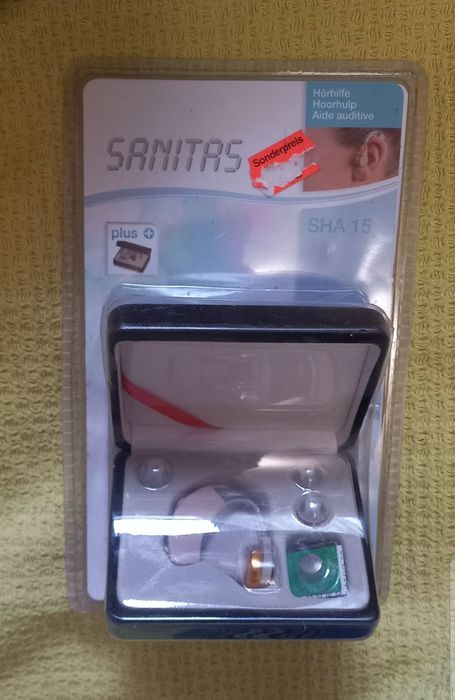 Hörhilfe
Hoorhulp
Aide auditive
SANITAS
Sonderpreis
SHA 15
plus +